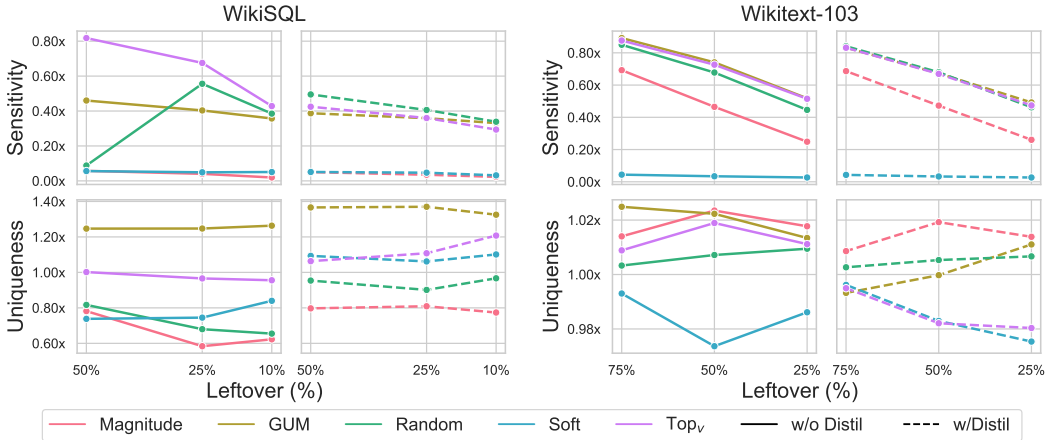 WikiSQL
Wikitext-103
Sensitivity
0.80x
0.60x
0.40x
0.20x
0.00x
Sensitivity
0.80x
0.60x
0.40x
0.20x
0.00x
Uniqueness
1.40x
1.20x
1.00x
0.80x
0.60x
Uniqueness
1.02x
1.00x
0.98x
50% 25% 10% 50% 25% 10%
75% 50% 25% 75% 50% 25%
Leftover (%)
Leftover (%)
Magnitude GUM Random Soft Topv w/o Distil w/Distil